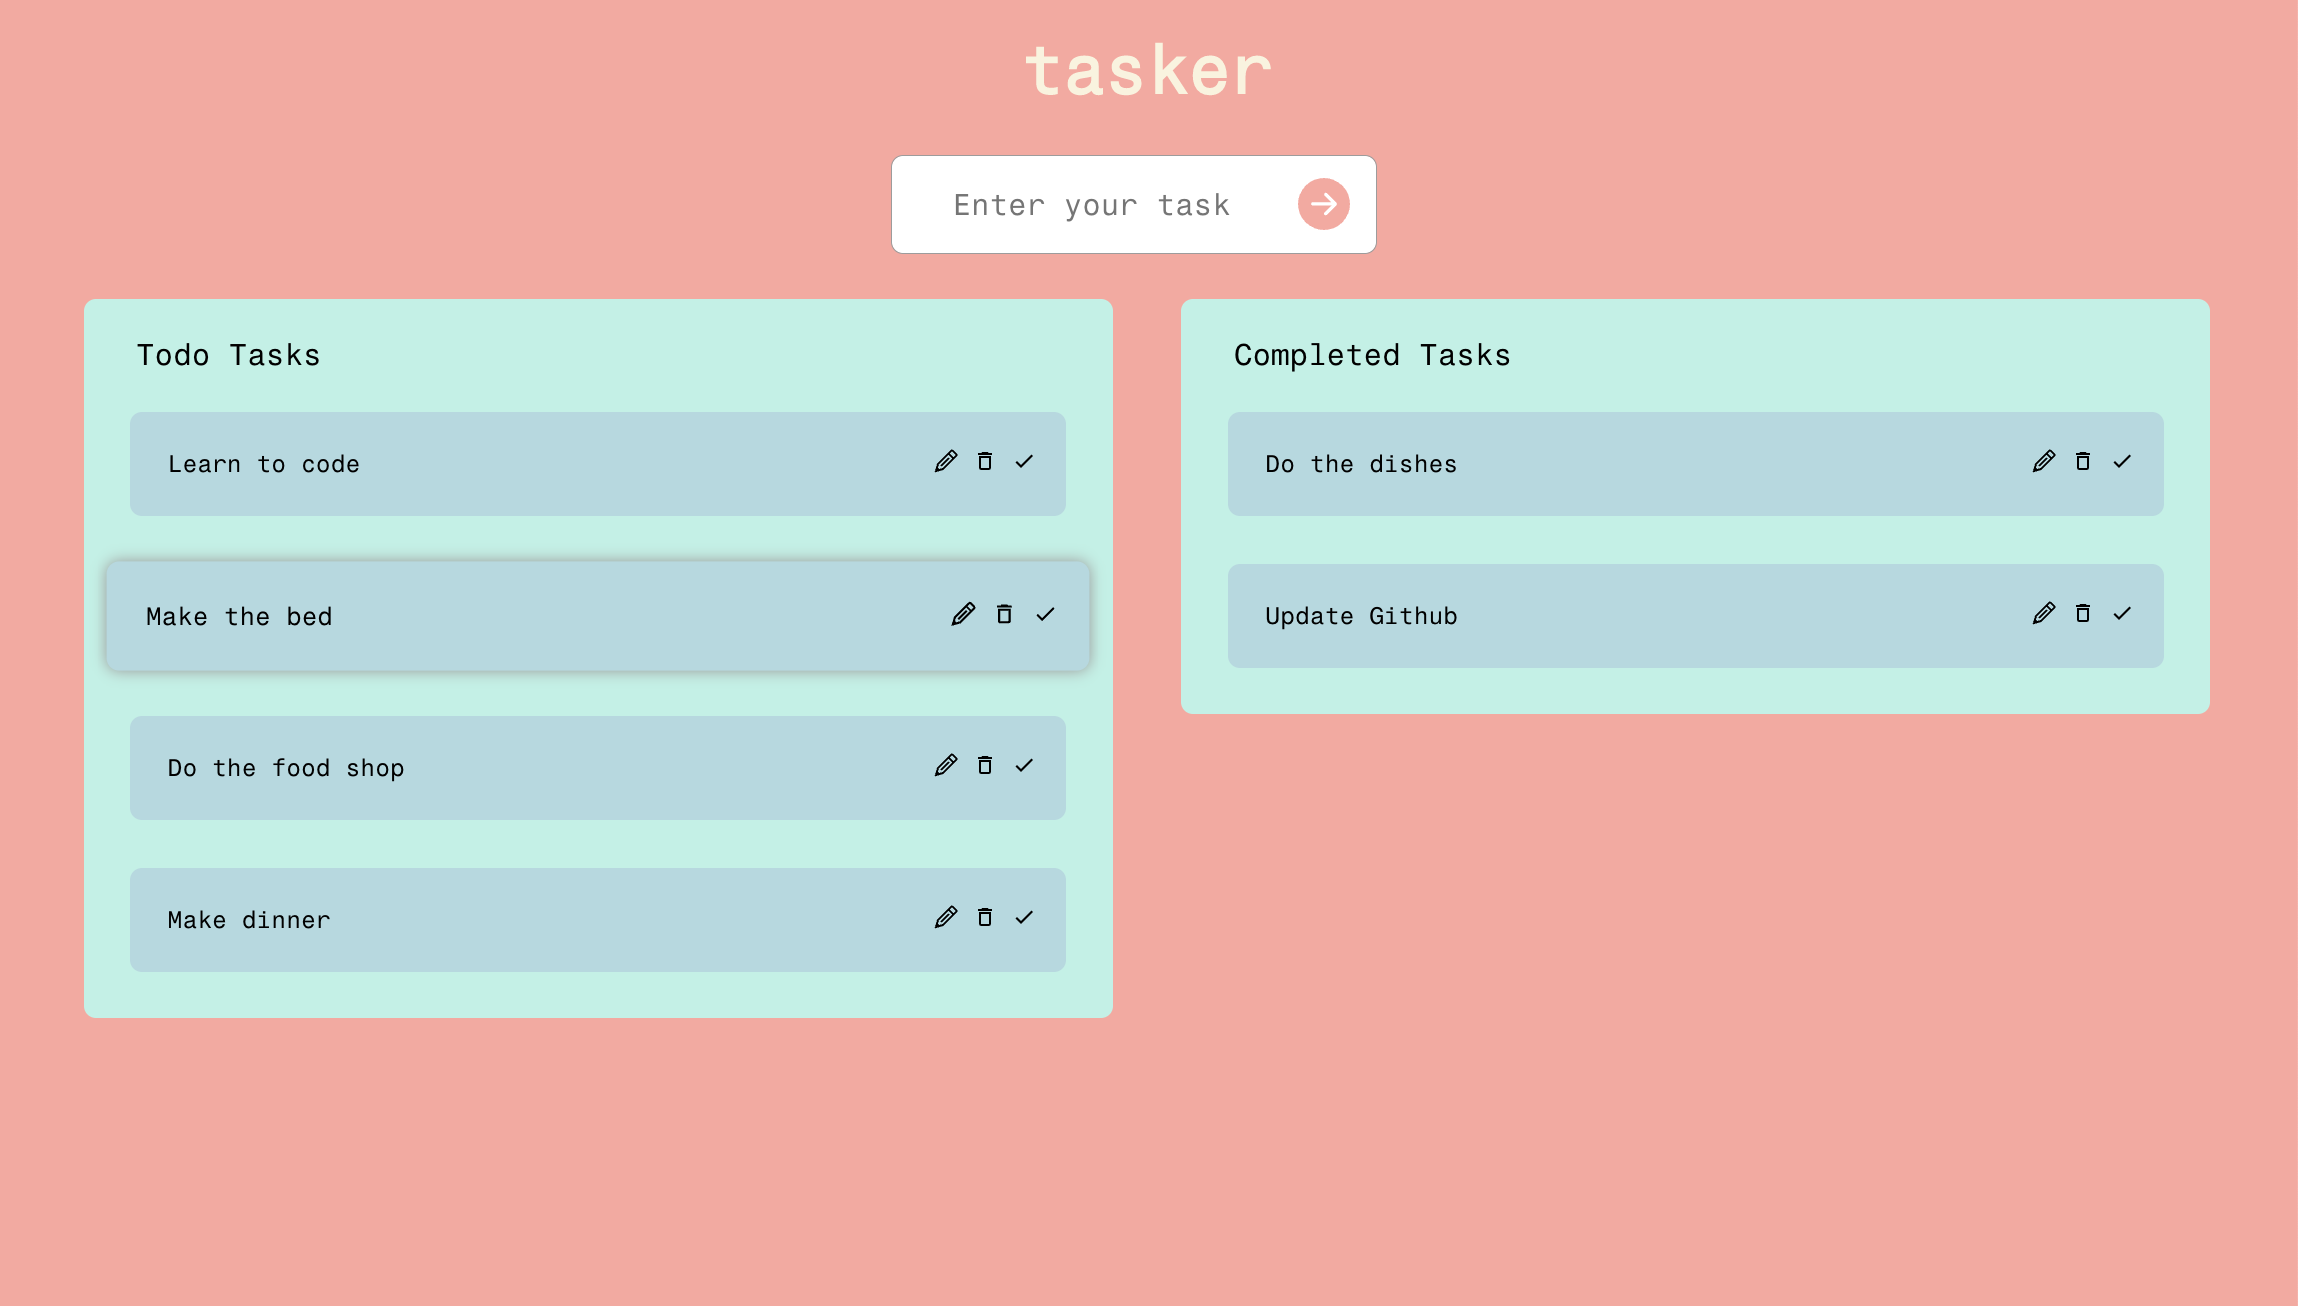 tasker
Enter your task
Todo Tasks
Learn to code
Make the bed
Do the food shop
Make dinner
Completed Tasks
Do the dishes
Update Github